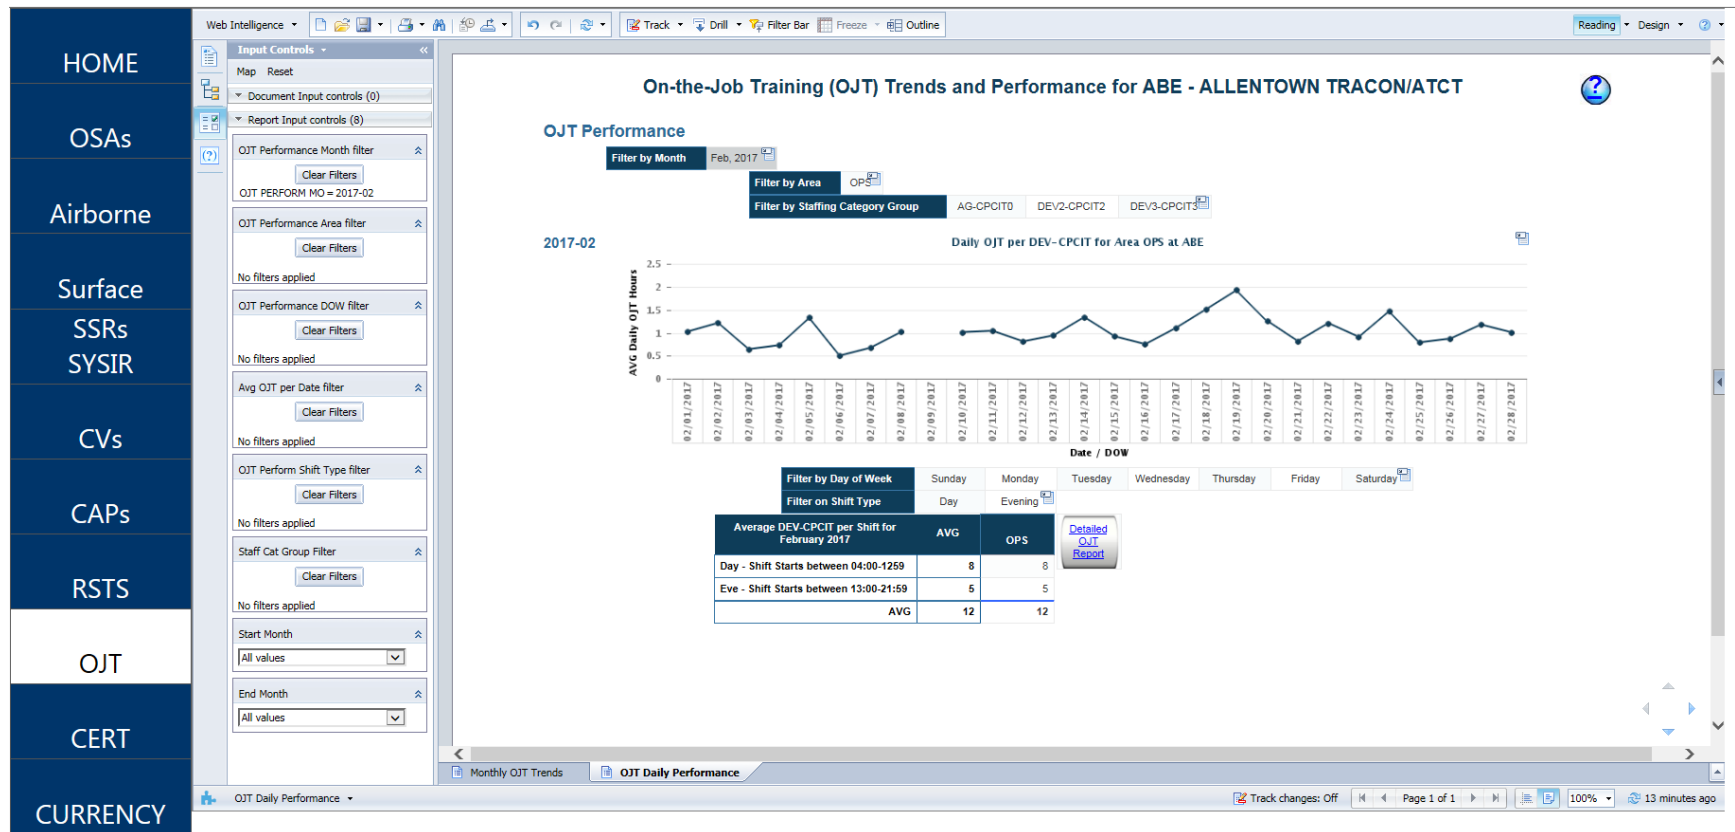 HOME
OSAs
Airborne
Surface
SSRs
SYSIR
CVs
CAPs
RSTS
OJT
CERT
CURRENCY
Web Intelligence
Track
Drill
Filter Bar
Freeze
Outline
Reading
Design
Input Controls
Map Reset
Document Input controls (0)
Report Input controls (8)
OJT Performance Month filter
Clear Filters
OJT PERFORM MO = 2017-02
OJT Performance Area filter
Clear Filters
No filters applied
OJT Performance DOW filter
Clear Filters
No filters applied
Avg OJT per Date filter
Clear Filters
No filters applied
OJT Perform Shift Type filter
Clear Filters
No filters applied
Staff Cat Group Filter
Clear Filters
No filters applied
Start Month
All values
End Month
All values
On-the-Job Training (OJT) Trends and Performance for ABE - ALLENTOWN TRACON/ATCT
?
OJT Performance
Filter by Month Feb, 2017
Filter by Area OPS
Filter by Staffing Category Group AG-CPCIT0 DEV2-CPCIT2 DEV3-CPCIT3
2017-02
Daily OJT per DEV-CPCIT for Area OPS at ABE
AVG Daily OJT Hours
2.5
2
1.5
1
0.5
0
02/01/2017
02/02/2017
02/03/2017
02/04/2017
02/05/2017
02/06/2017
02/07/2017
02/08/2017
02/09/2017
02/10/2017
02/11/2017
02/12/2017
02/13/2017
02/14/2017
02/15/2017
02/16/2017
02/17/2017
02/18/2017
02/19/2017
02/20/2017
02/21/2017
02/22/2017
02/23/2017
02/24/2017
02/25/2017
02/26/2017
02/27/2017
02/28/2017
Date / DOW
Filter by Day of Week Sunday Monday Tuesday Wednesday Thursday Friday Saturday
Filter on Shift Type Day Evening
Average DEV-CPCIT per Shift for
February 2017
AVG OPS
Day - Shift Starts between 04:00-1259 8 8
Eve - Shift Starts between 13:00-21:59 5 5
AVG 12 12
Detailed
OJT
Report
Monthly OJT Trends
OJT Daily Performance
OJT Daily Performance
Track changes: Off
Page 1 of 1
100%
13 minutes ago